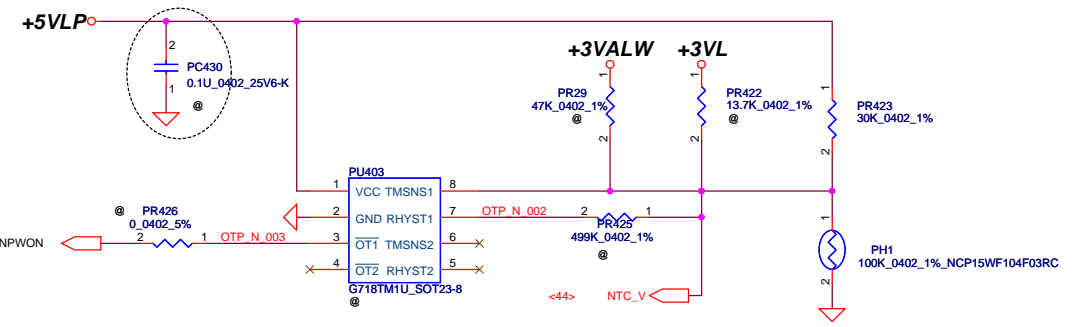 +5VLP
2
PC430
0.1U_0402_25V6-K
1
@
+3VALW
+3VL
1
PR29
47K_0402_1%
@
2
1
PR422
13.7K_0402_1%
@
2
1
PR423
30K_0402_1%
2
PU403
1 VCC TMSNS1 8
2 GND RHYST1 7
3 OT1 TMSNS2 6
4 OT2 RHYST2 5
G718TM1U_SOT23-8
@
@
PR426
0_0402_5%
NPWON
2
1
OTP_N_003
OTP_N_002
2
1
PR425
499K_0402_1%
@
<44>
NTC_V
1
PH1
100K_0402_1%_NCP15WF104F03RC
2